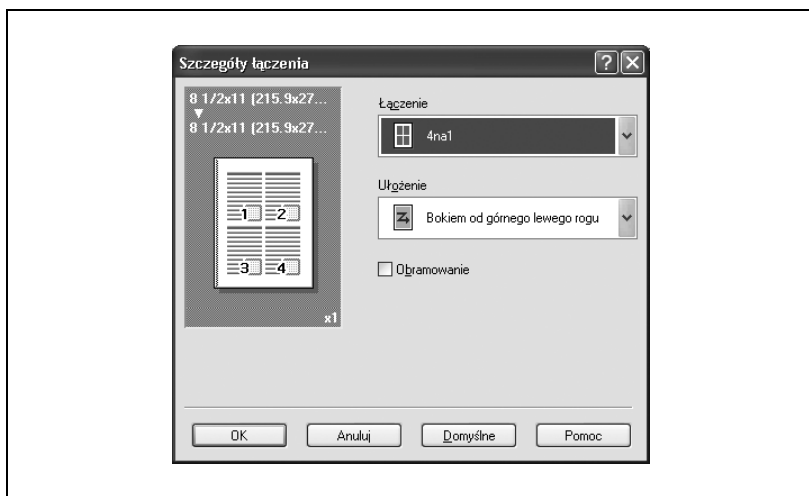 Szczegóły łączenia
8 1/2x11 (215.9x27...
8 1/2x11 (215.9x27...
1 2
3 4
x1
Łączenie
4na1
Ułożenie
Bokiem od górnego lewego rogu
Obramowanie
OK Anuluj Domyślne Pomoc